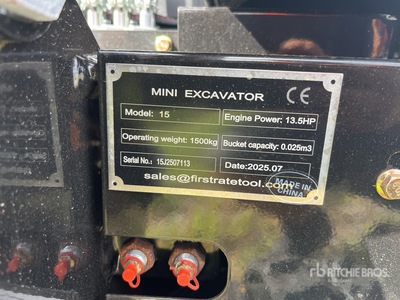 MINI EXCAVATOR CE
Model: 15 Engine Power: 13.5HP
Operating weight: 1500kg Bucket capacity: 0.025m3
Serial No.: 15J2507113 Date:2025.07
sales@firstratetool.com
MADE IN
CHINA
rb RITCHIE BROS.